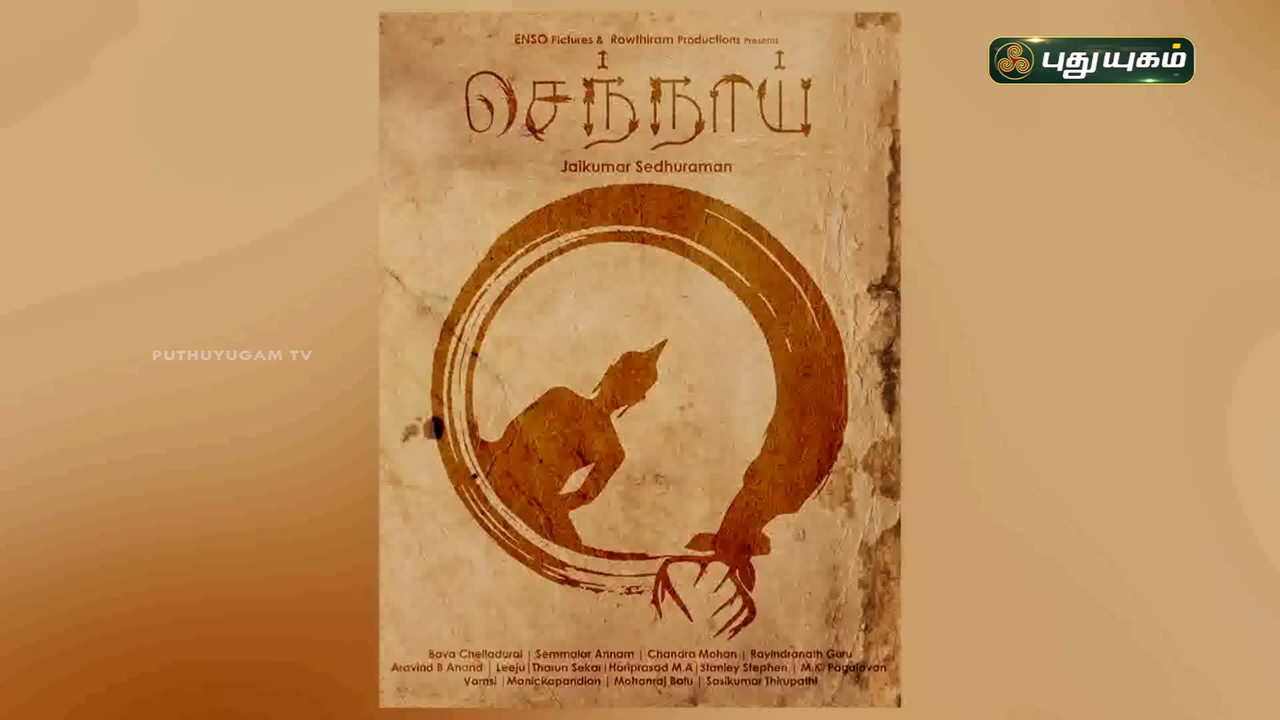 ENSO Pictures & Rowthiram Productions Presents
புதுயுகம்
செந்நாய்
Jaikumar Sedhuraman
PUTHUYUGAM TV
Bava Chelladurai | Semmalar Annam | Chandra Mohan | Ravindranath Guru
Aravind B Anand | Leeju | Tharun Sekar | Hariprasad M.A | Stanley Stephen | M.K. Pagalavan
Vamsi | Manickapandian | Mohanraj Balu | Sasikumar Thirupathi